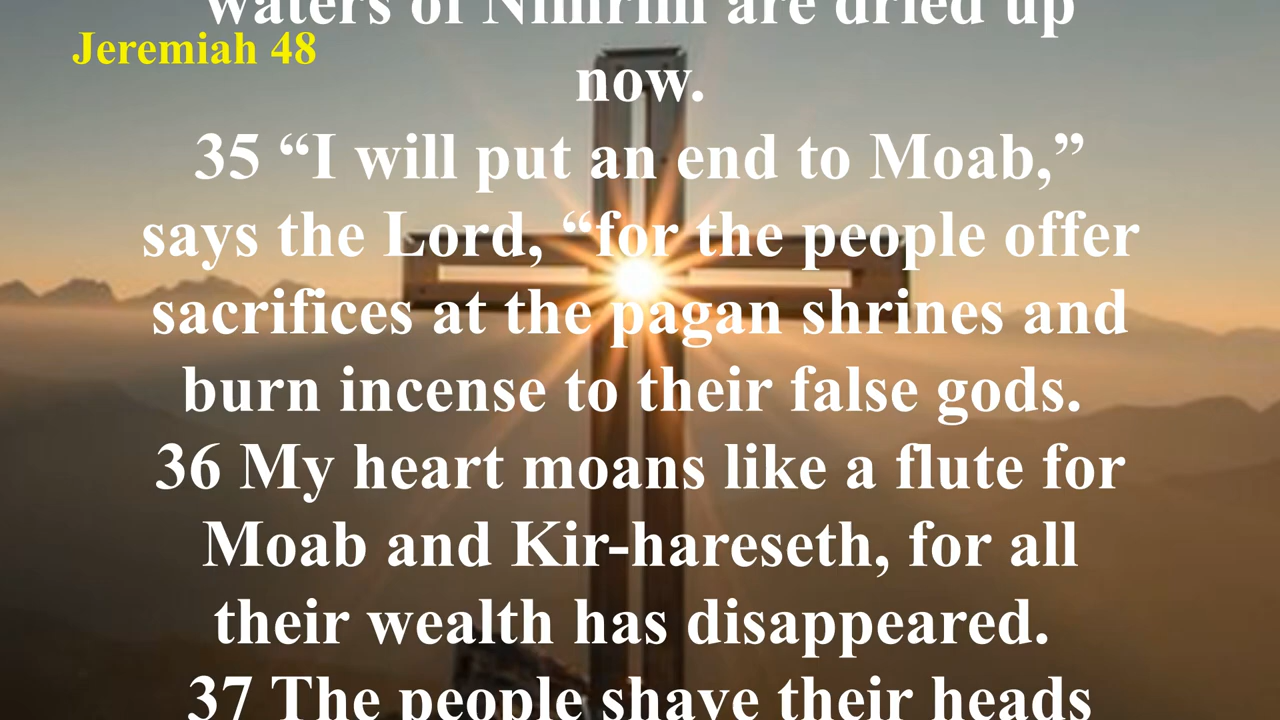 waters of Nimrim are dried up
Jeremiah 48
now.
35 “I will put an end to Moab,”
says the Lord, “for the people offer
sacrifices at the pagan shrines and
burn incense to their false gods.
36 My heart moans like a flute for
Moab and Kir-hareseth, for all
their wealth has disappeared.
37 The people shave their heads